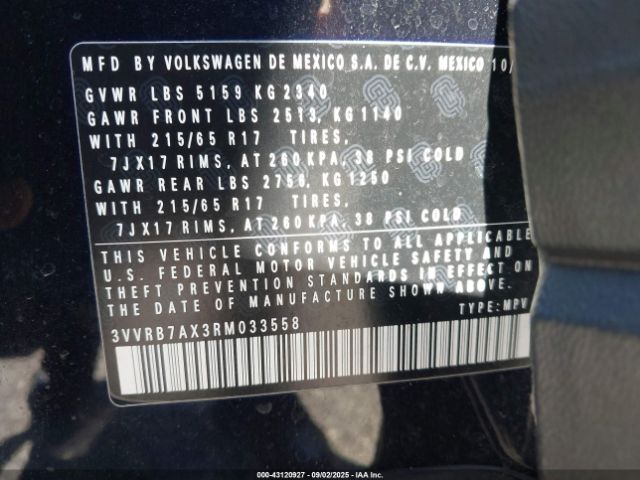 MFD BY VOLKSWAGEN DE MEXICO S.A. DE C.V. MEXICO 10/
GVWR LBS 5159 KG 2340
GAWR FRONT LBS 2513, KG 1140
WITH 215/65 R17 TIRES,
7JX17 RIMS, AT 260 KPA, 38 PSI COLD
GAWR REAR LBS 2756, KG 1250
WITH 215/65 R17 TIRES,
7JX17 RIMS, AT 260 KPA, 38 PSI COLD
THIS VEHICLE CONFORMS TO ALL APPLICABLE
U.S. FEDERAL MOTOR VEHICLE SAFETY AND
THEFT PREVENTION STANDARDS IN EFFECT ON
THE DATE OF MANUFACTURE SHOWN ABOVE.
3VVRB7AX3RM033558 TYPE: MPV
000-43120927 - 09/02/2025 - IAA Inc.